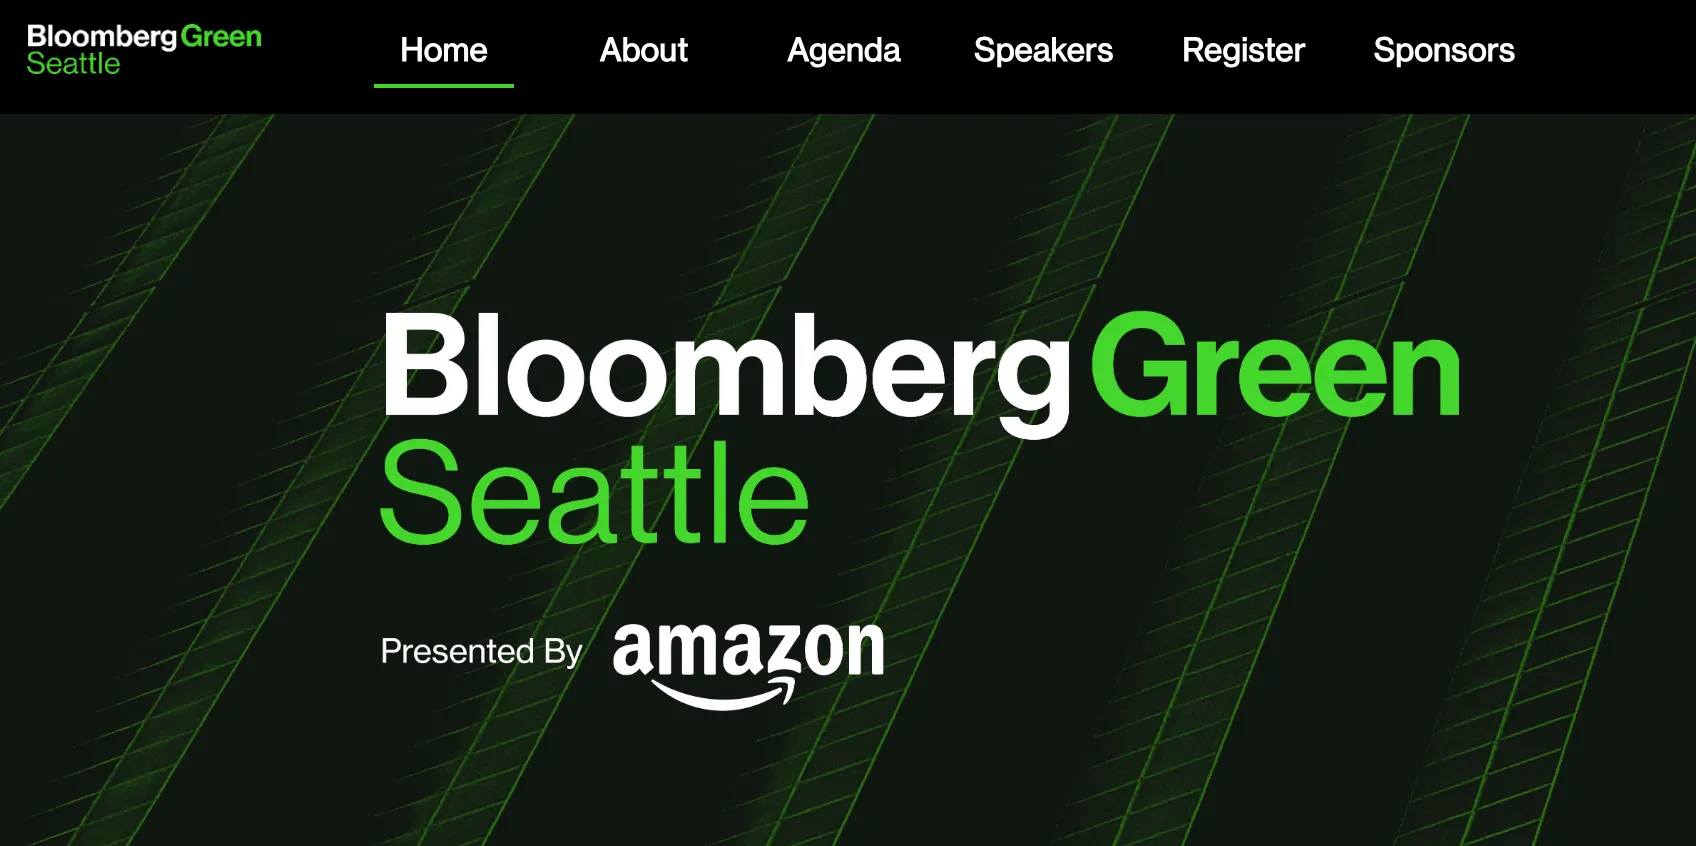 Bloomberg Green
Seattle
Home About Agenda Speakers Register Sponsors
Bloomberg Green
Seattle
Presented By amazon